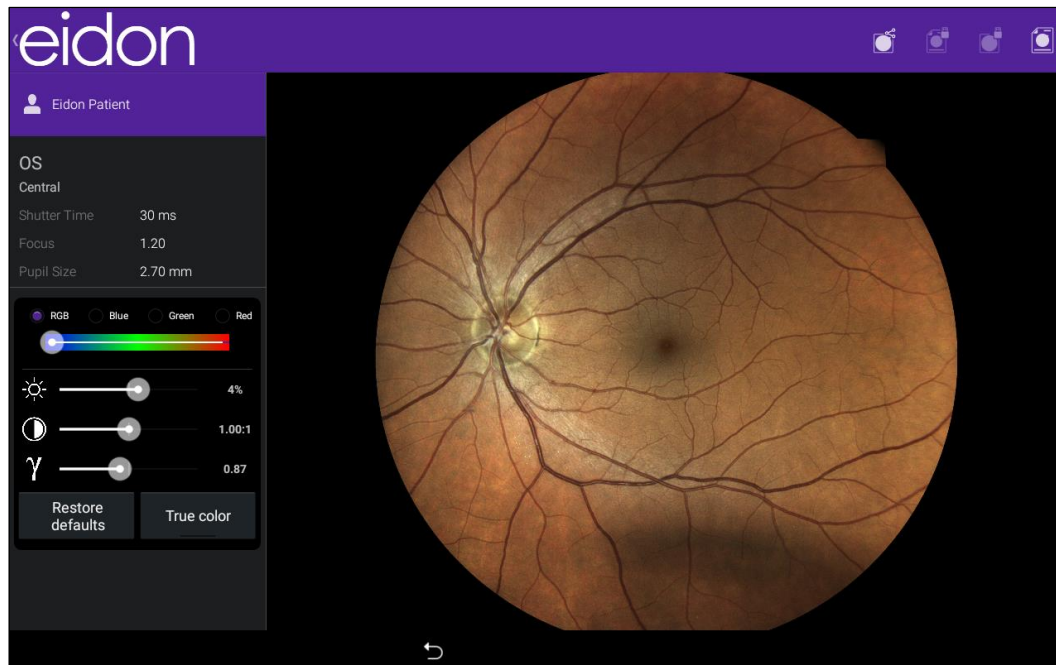 eidon
Eidon Patient
OS
Central
Shutter Time 30 ms
Focus 1.20
Pupil Size 2.70 mm
RGB Blue Green Red
4%
1.00:1
γ 0.87
Restore defaults
True color